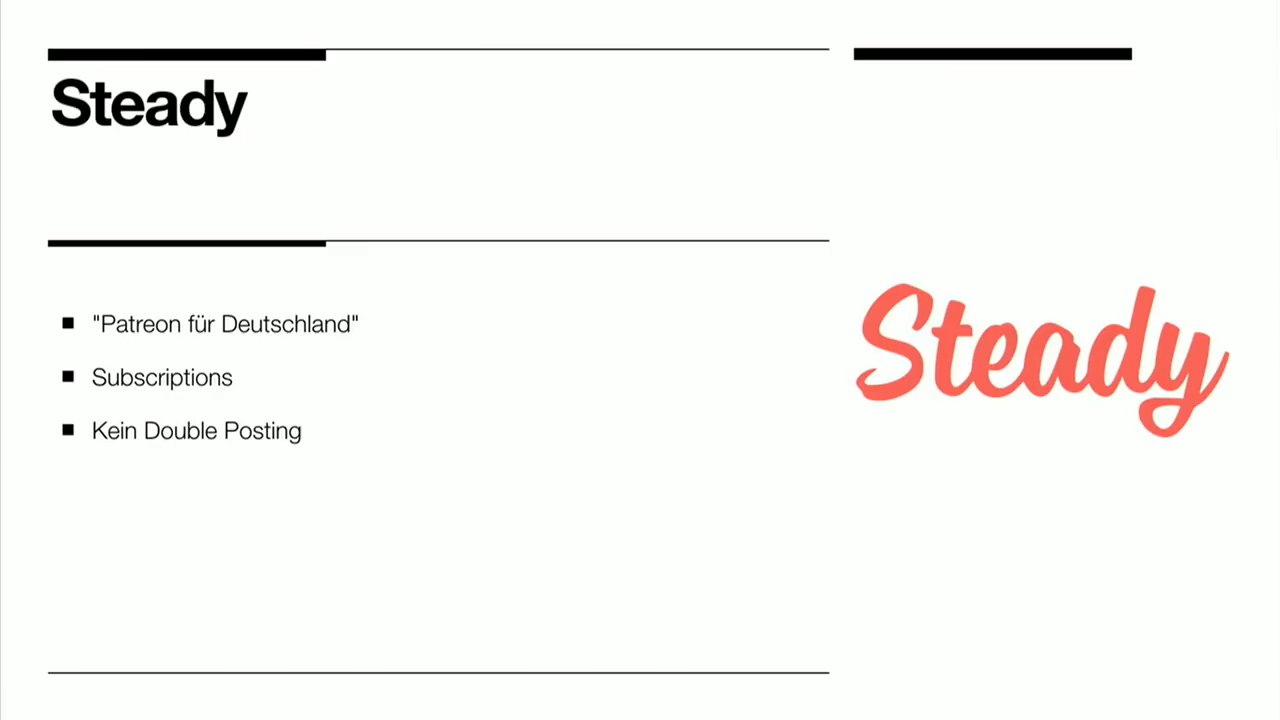 Steady
"Patreon für Deutschland"
Subscriptions
Kein Double Posting
Steady